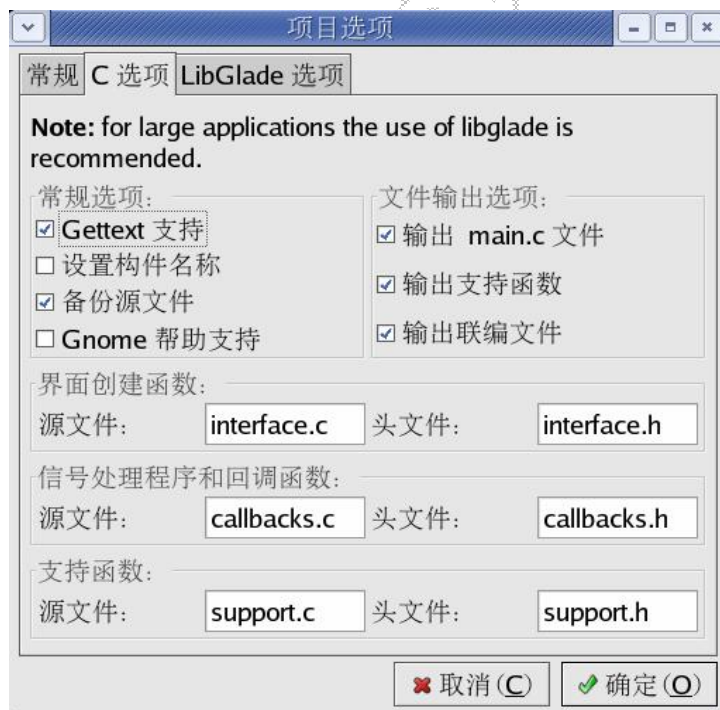 项目选项
常规 C 选项 LibGlade 选项
Note: for large applications the use of libglade is
recommended.
常规选项:
Gettext 支持
设置构件名称
备份源文件
Gnome 帮助支持
文件输出选项:
输出 main.c 文件
输出支持函数
输出联编文件
界面创建函数:
源文件: interface.c 头文件: interface.h
信号处理程序和回调函数:
源文件: callbacks.c 头文件: callbacks.h
支持函数:
源文件: support.c 头文件: support.h
取消(C) 确定(O)